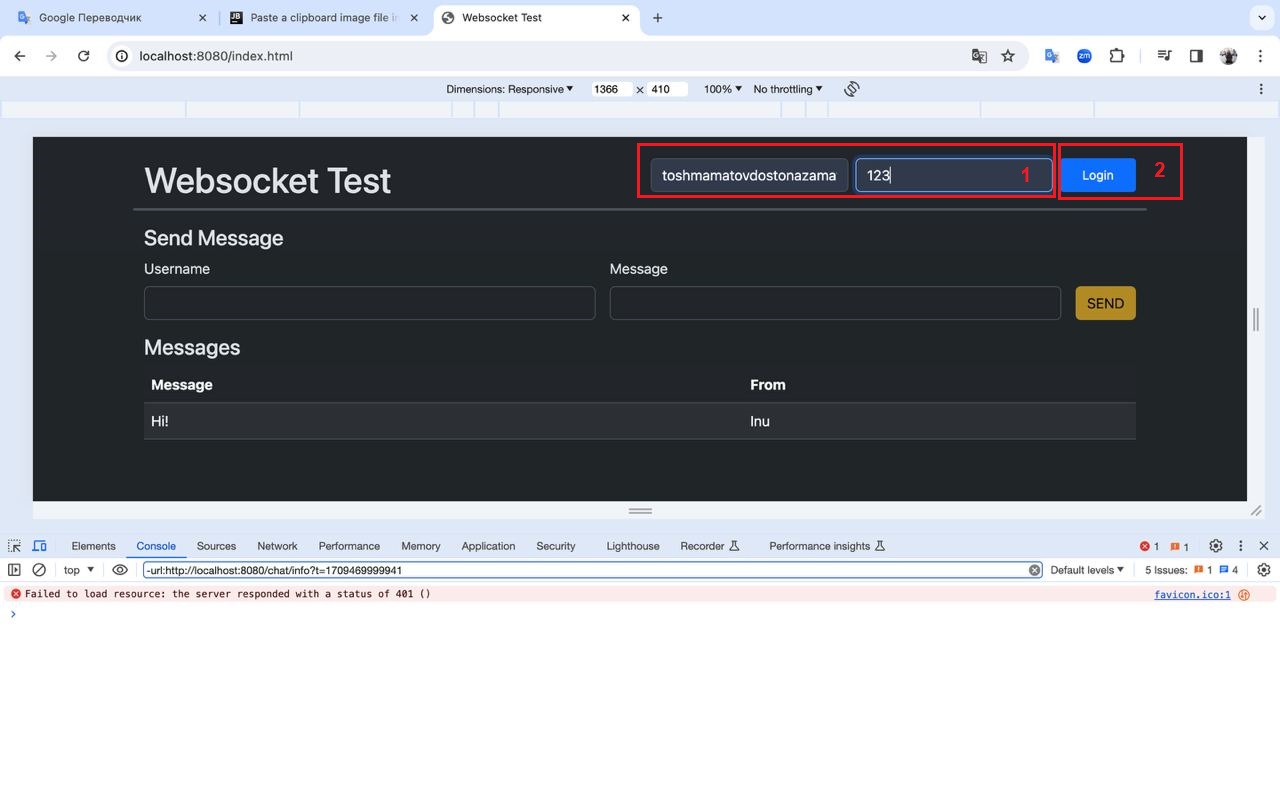 Google Переводчик
Paste a clipboard image file in
Websocket Test
localhost:8080/index.html
zm
Dimensions: Responsive 1366 × 410 100% No throttling
Websocket Test
toshmamatovdostonazama 123 1 Login 2
Send Message
Username Message
SEND
Messages
Message From
Hi! Inu
Elements Console Sources Network Performance Memory Application Security Lighthouse Recorder Performance insights 1 1
top -url:http://localhost:8080/chat/info?t=1709469999941 Default levels 5 Issues: 1 4
Failed to load resource: the server responded with a status of 401 () favicon.ico:1